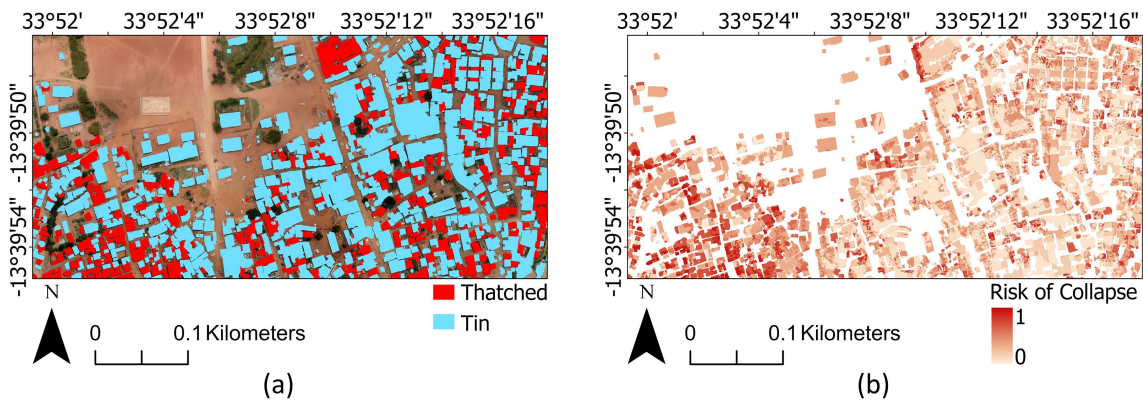 33°52' 33°52'4" 33°52'8" 33°52'12" 33°52'16"
-13°39'50"
-13°39'54"
N
Thatched
Tin
0 0.1 Kilometers
(a)
33°52' 33°52'4" 33°52'8" 33°52'12" 33°52'16"
-13°39'50"
-13°39'54"
N
Risk of Collapse
1
0
0 0.1 Kilometers
(b)